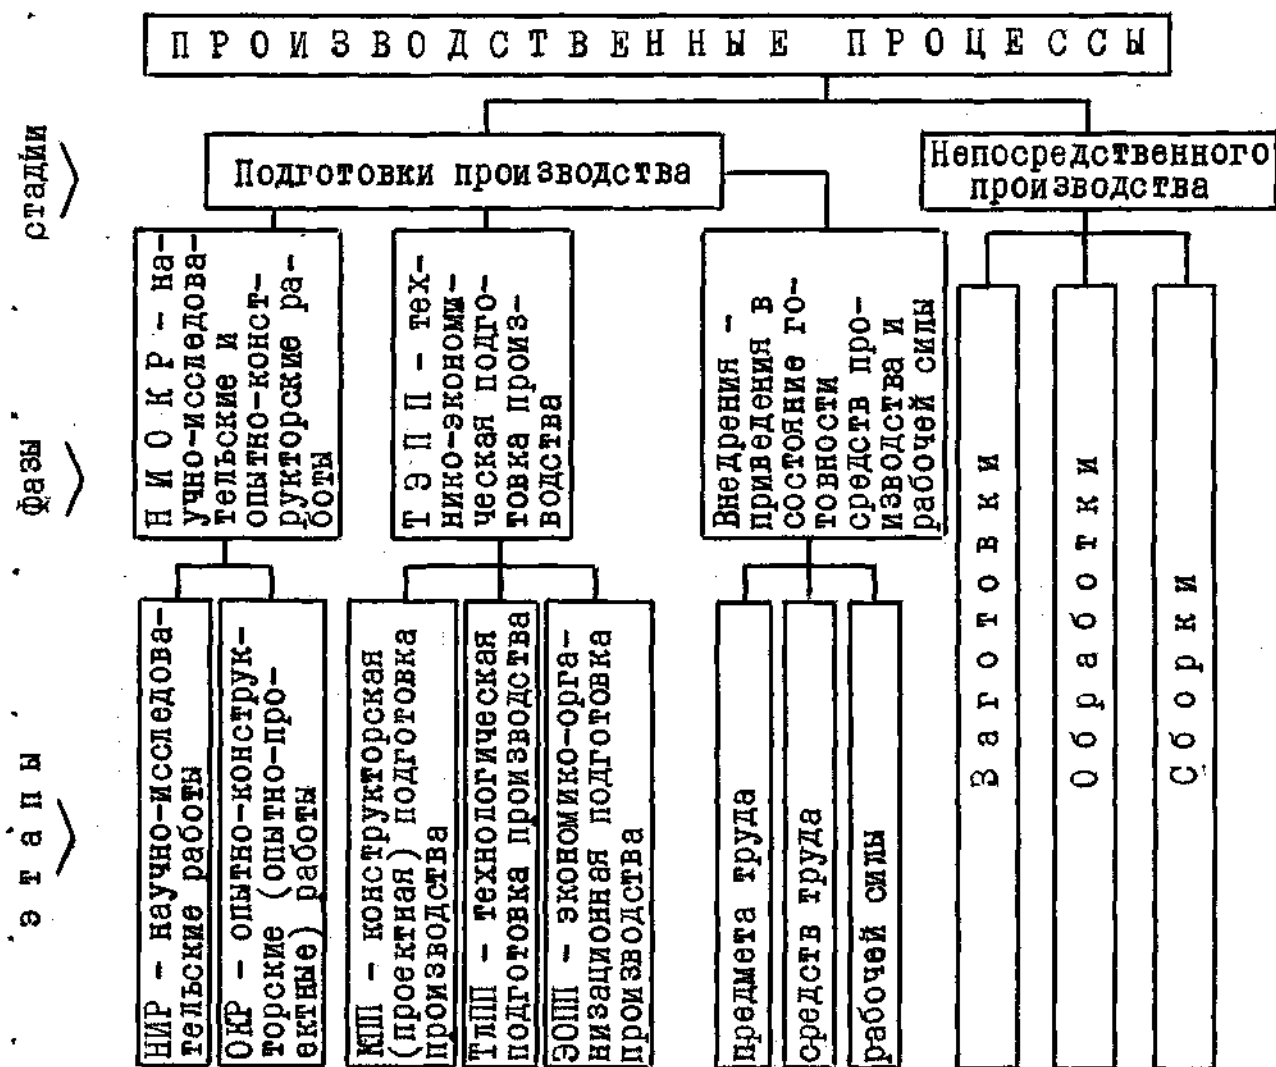 ПРОИЗВОДСТВЕННЫЕ ПРОЦЕССЫ
стадии
Подготовки производства
Непосредственного
производства
фазы
Н И О К Р – на-
учно-исследова-
тельские и
опытно-конст-
рукторские ра-
боты
Т Э П П – тех-
нико-экономи-
ческая подго-
товка произ-
водства
Внедрения –
приведения в
состояние го-
товности
средств про-
изводства и
рабочей силы
Заготовки
Обработки
Сборки
этапы
НИР – научно-исследова-
тельские работы
ОКР – опытно-конструк-
торские (опытно-про-
ектные) работы
КПП – конструкторская
(проектная) подготовка
производства
ТлПП – технологическая
подготовка производства
ЭОПП – экономико-орга-
низационная подготовка
производства
предмета труда
средств труда
рабочей силы